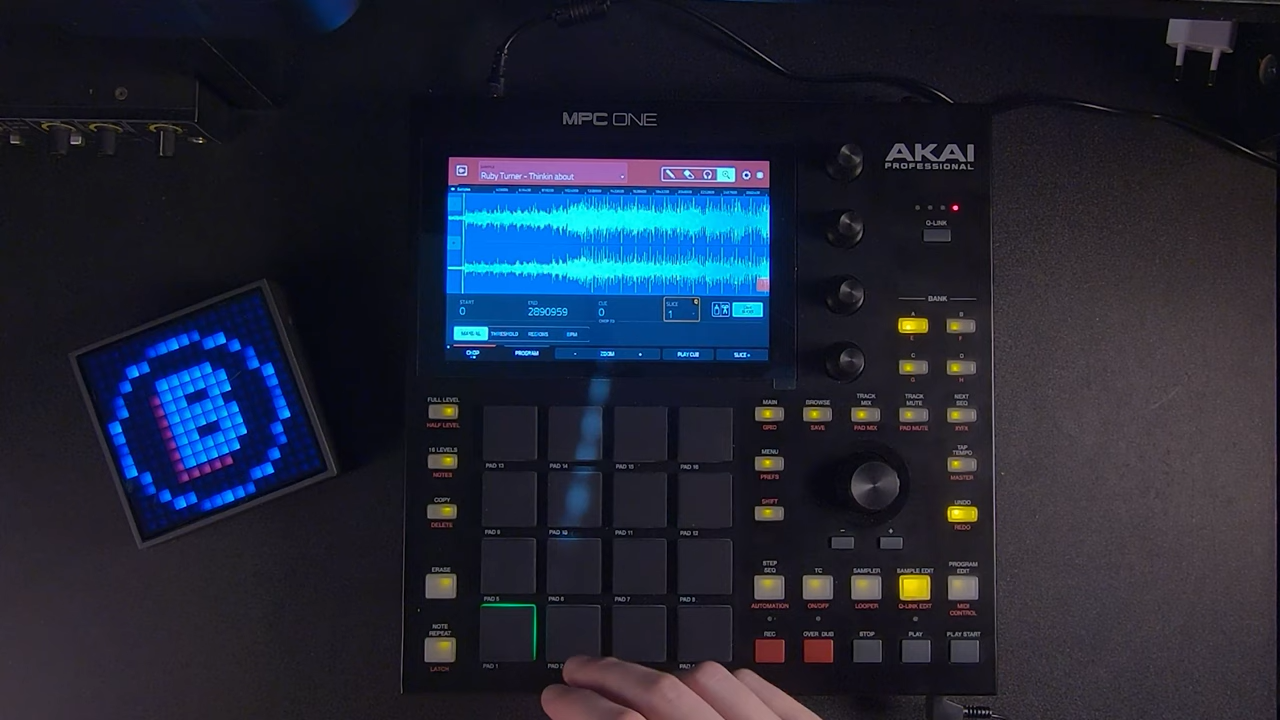 MPC ONE
AKAI
PROFESSIONAL
Ruby Turner - Thinkin about
START
END
CUE
SLICE
0
2890959
0
1
MANUAL
THRESHOLD
REGIONS
BPM
CHOP
PROGRAM
- ZOOM +
PLAY CUE
SLICE+
Q-LINK
BANK
A
B
E
F
C
D
G
H
FULL LEVEL
HALF LEVEL
16 LEVELS
NOTES
COPY
DELETE
ERASE
NOTE
REPEAT
LATCH
PAD 13
PAD 14
PAD 15
PAD 16
PAD 9
PAD 10
PAD 11
PAD 12
PAD 5
PAD 6
PAD 7
PAD 8
PAD 1
MAIN
GRID
BROWSE
SAVE
TRACK
MIX
PAD MIX
TRACK
MUTE
PAD MUTE
NEXT
SEQ
MENU
PREFS
TAP
TEMPO
MASTER
SHIFT
UNDO
REDO
- +
STEP
SEQ
AUTOMATION
TC
ON/OFF
SAMPLER
LOOPER
SAMPLE EDIT
Q-LINK EDIT
PROGRAM
EDIT
MIDI
CONTROL
REC
OVER DUB
STOP
PLAY
PLAY START
B